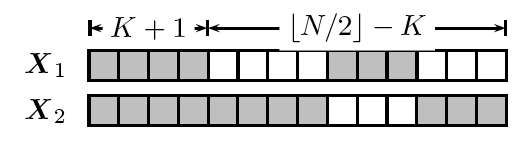 K + 1 ⌊N/2⌋ − K
X₁
X₂